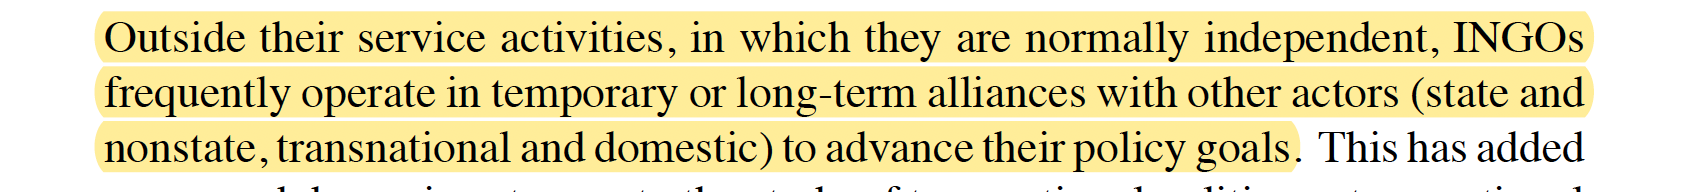 Outside their service activities, in which they are normally independent, INGOs
frequently operate in temporary or long-term alliances with other actors (state and
nonstate, transnational and domestic) to advance their policy goals. This has added